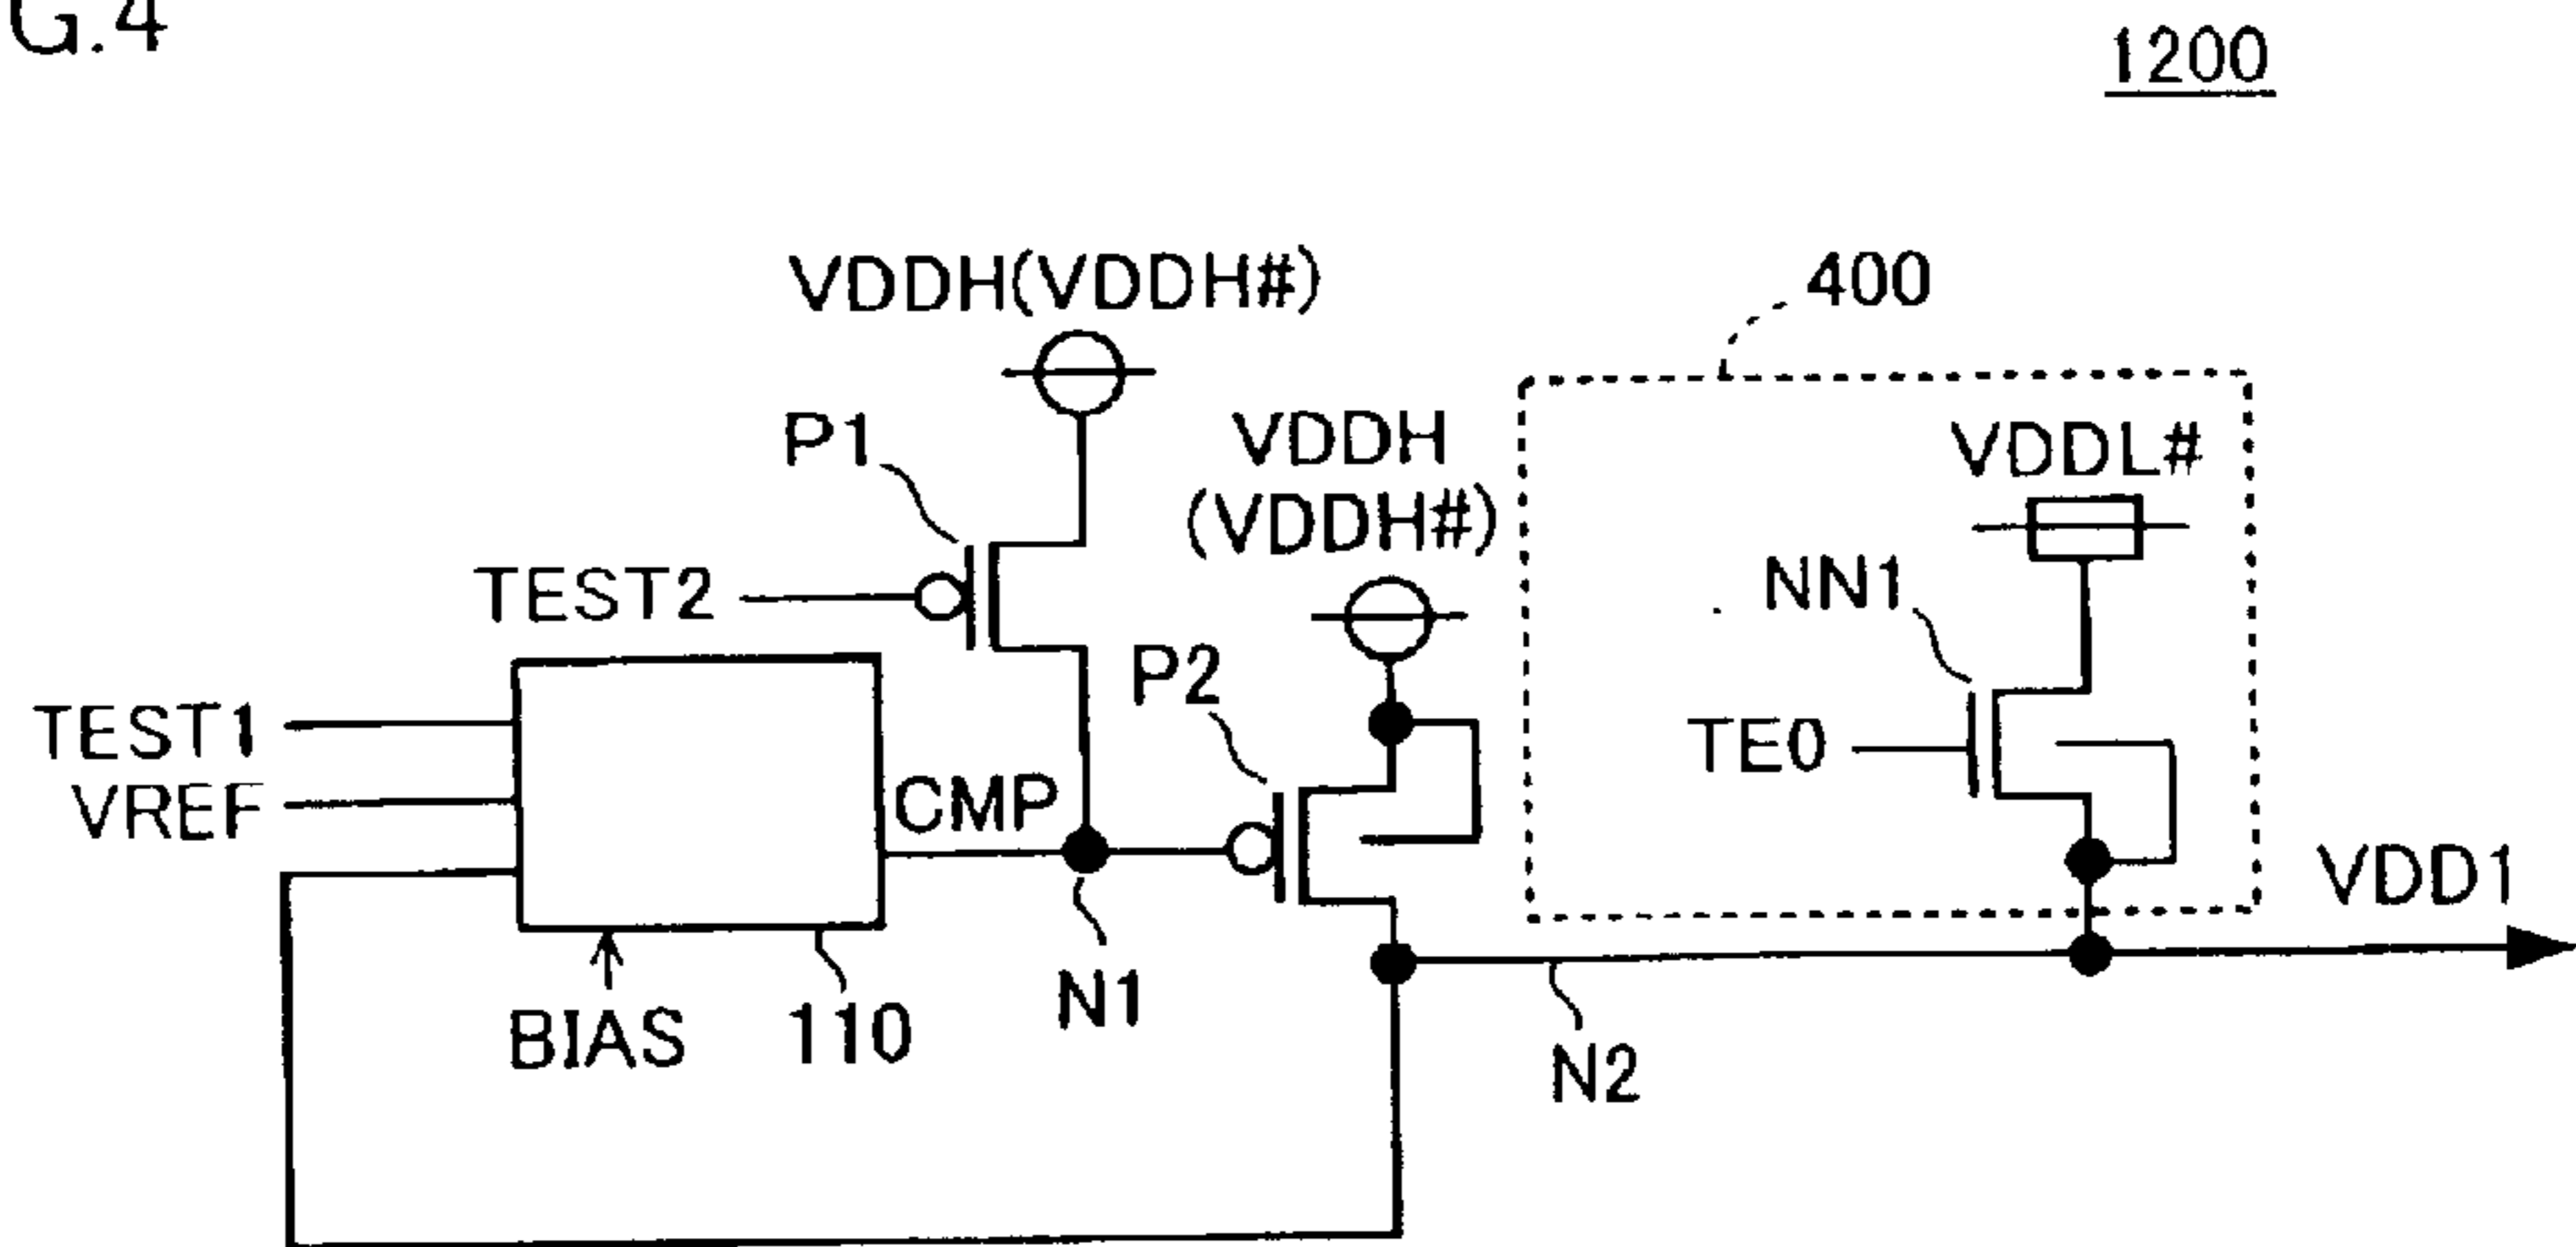 G.4
1200
VDDH(VDDH#)
400
P1
VDDH
(VDDH#)
VDDL#
TEST2
NN1
P2
TEST1
TE0
VREF
CMP
VDD1
BIAS
110
N1
N2